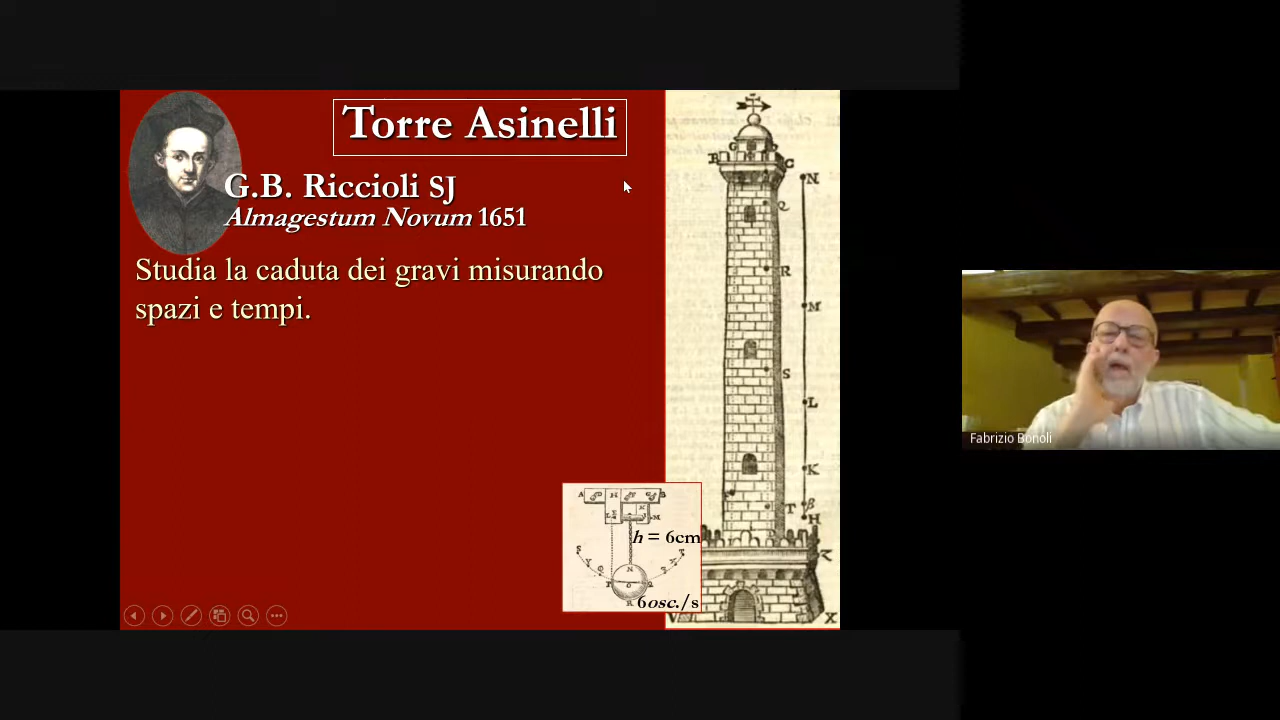 Torre Asinelli
G.B. Riccioli SJ
Almagestum Novum 1651
Studia la caduta dei gravi misurando
spazi e tempi.
h = 6cm
6osc./s
B
G
C
N
Q
R
M
S
L
K
T
β
H
Z
V
X
A
H
B
K
M
S
T
N
P
O
Q
R
Fabrizio Bonoli